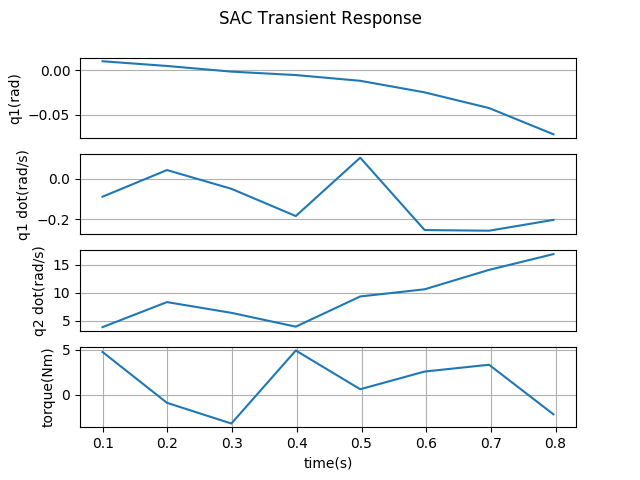 SAC Transient Response
q1(rad)
0.00
−0.05
q1 dot(rad/s)
0.0
−0.2
q2 dot(rad/s)
15
10
5
torque(Nm)
5
0
0.1 0.2 0.3 0.4 0.5 0.6 0.7 0.8
time(s)